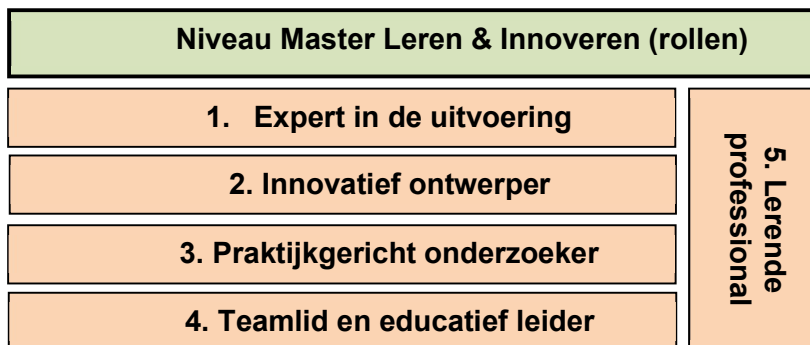 Niveau Master Leren & Innoveren (rollen)
1. Expert in de uitvoering
2. Innovatief ontwerper
3. Praktijkgericht onderzoeker
4. Teamlid en educatief leider
5. Lerende
professional